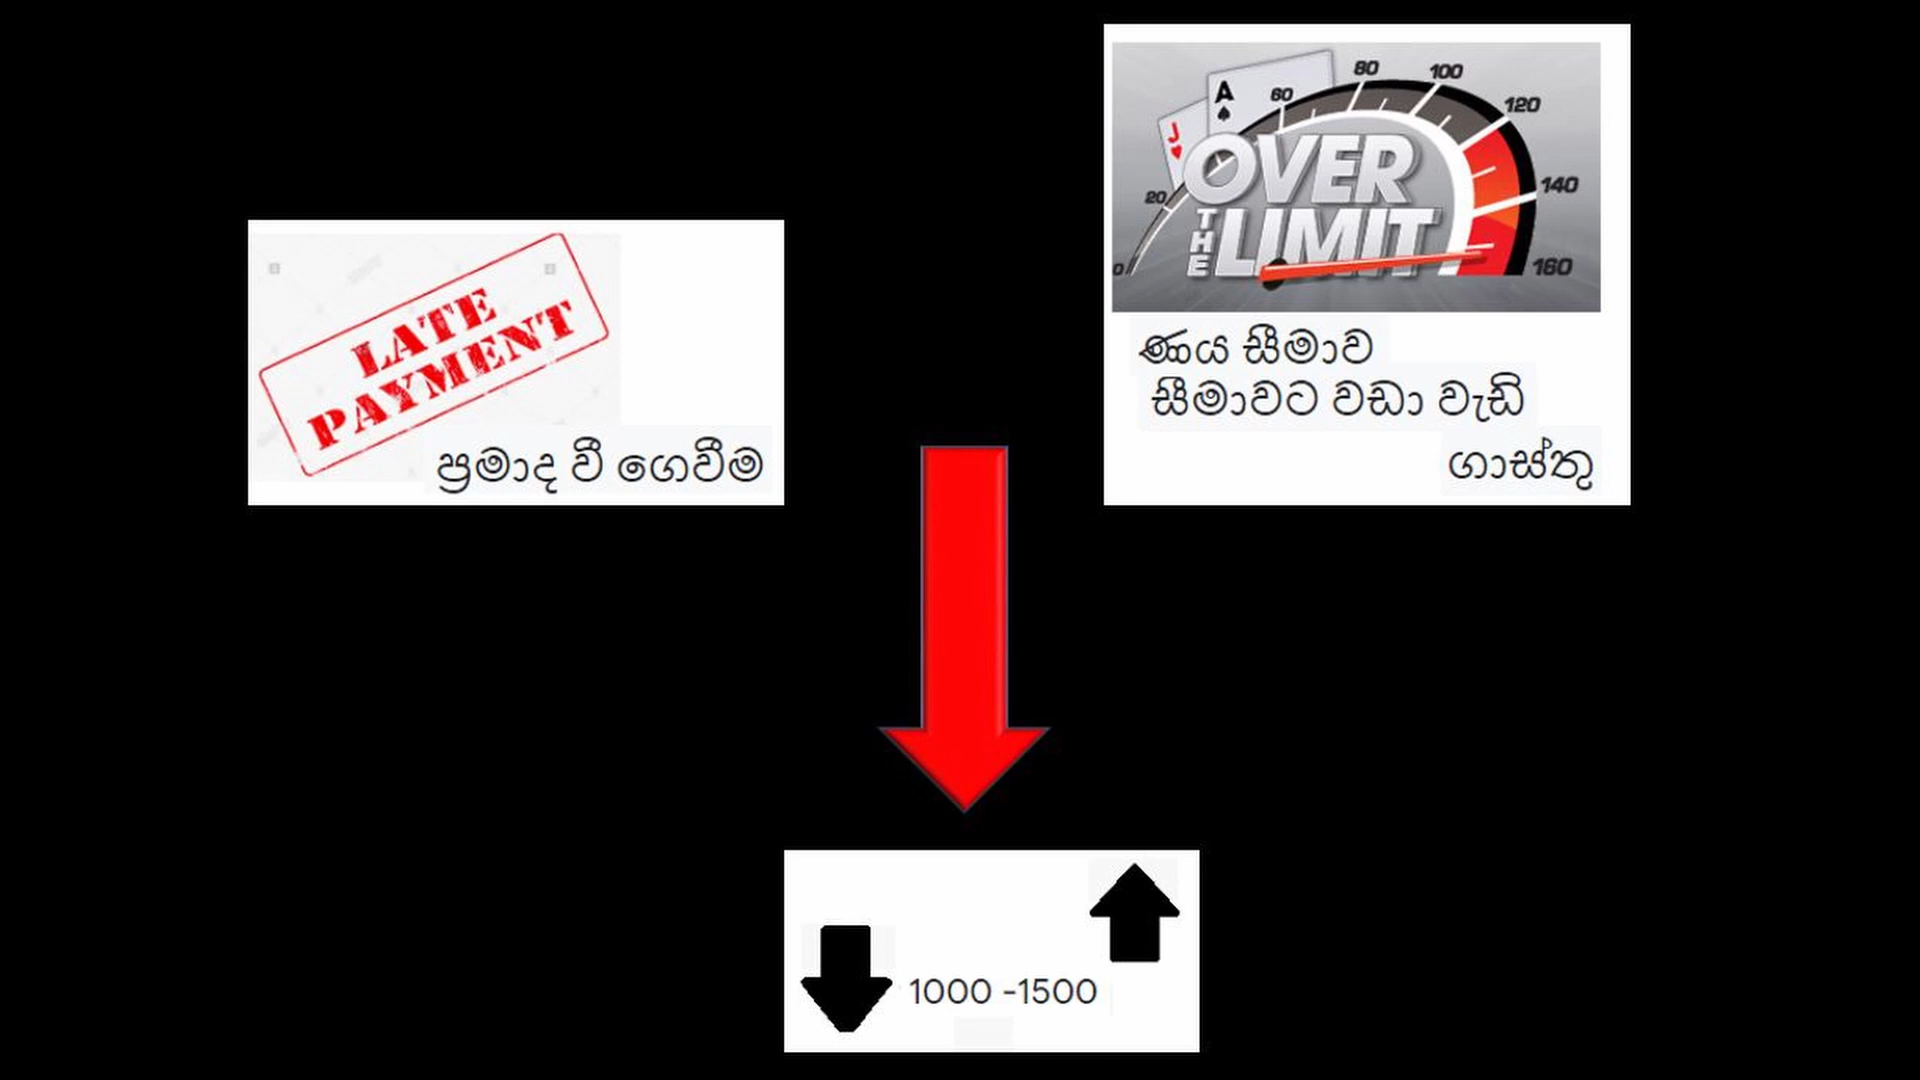 LATE
PAYMENT
ප්‍රමාද වී ගෙවීම
A
J
0
20
60
80
100
120
140
160
OVER
THE
LIMIT
ණය සීමාව
සීමාවට වඩා වැඩි
ගාස්තු
1000 -1500